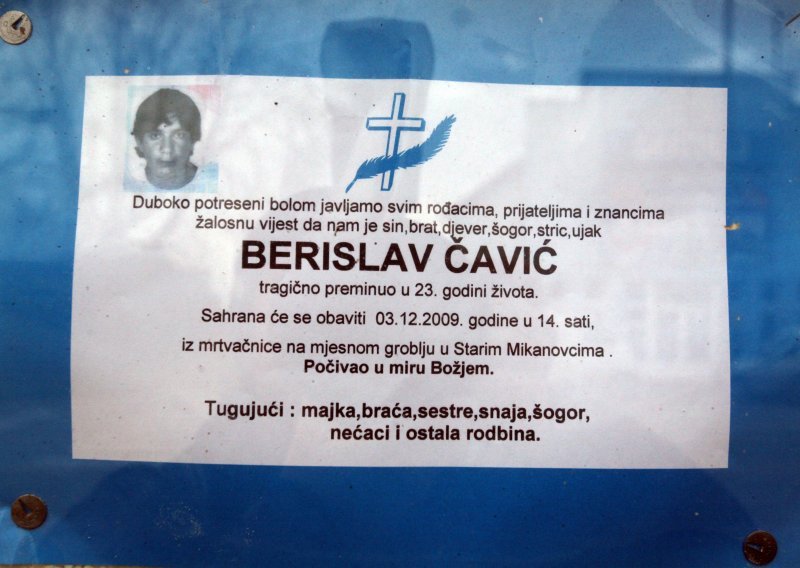 Duboko potreseni bolom javljamo svim rođacima, prijateljima i znancima
žalosnu vijest da nam je sin,brat,djever,šogor,stric,ujak
BERISLAV ČAVIĆ
tragično preminuo u 23. godini života.
Sahrana će se obaviti 03.12.2009. godine u 14. sati,
iz mrtvačnice na mjesnom groblju u Starim Mikanovcima .
Počivao u miru Božjem.
Tugujući : majka,braća,sestre,snaja,šogor,
nećaci i ostala rodbina.